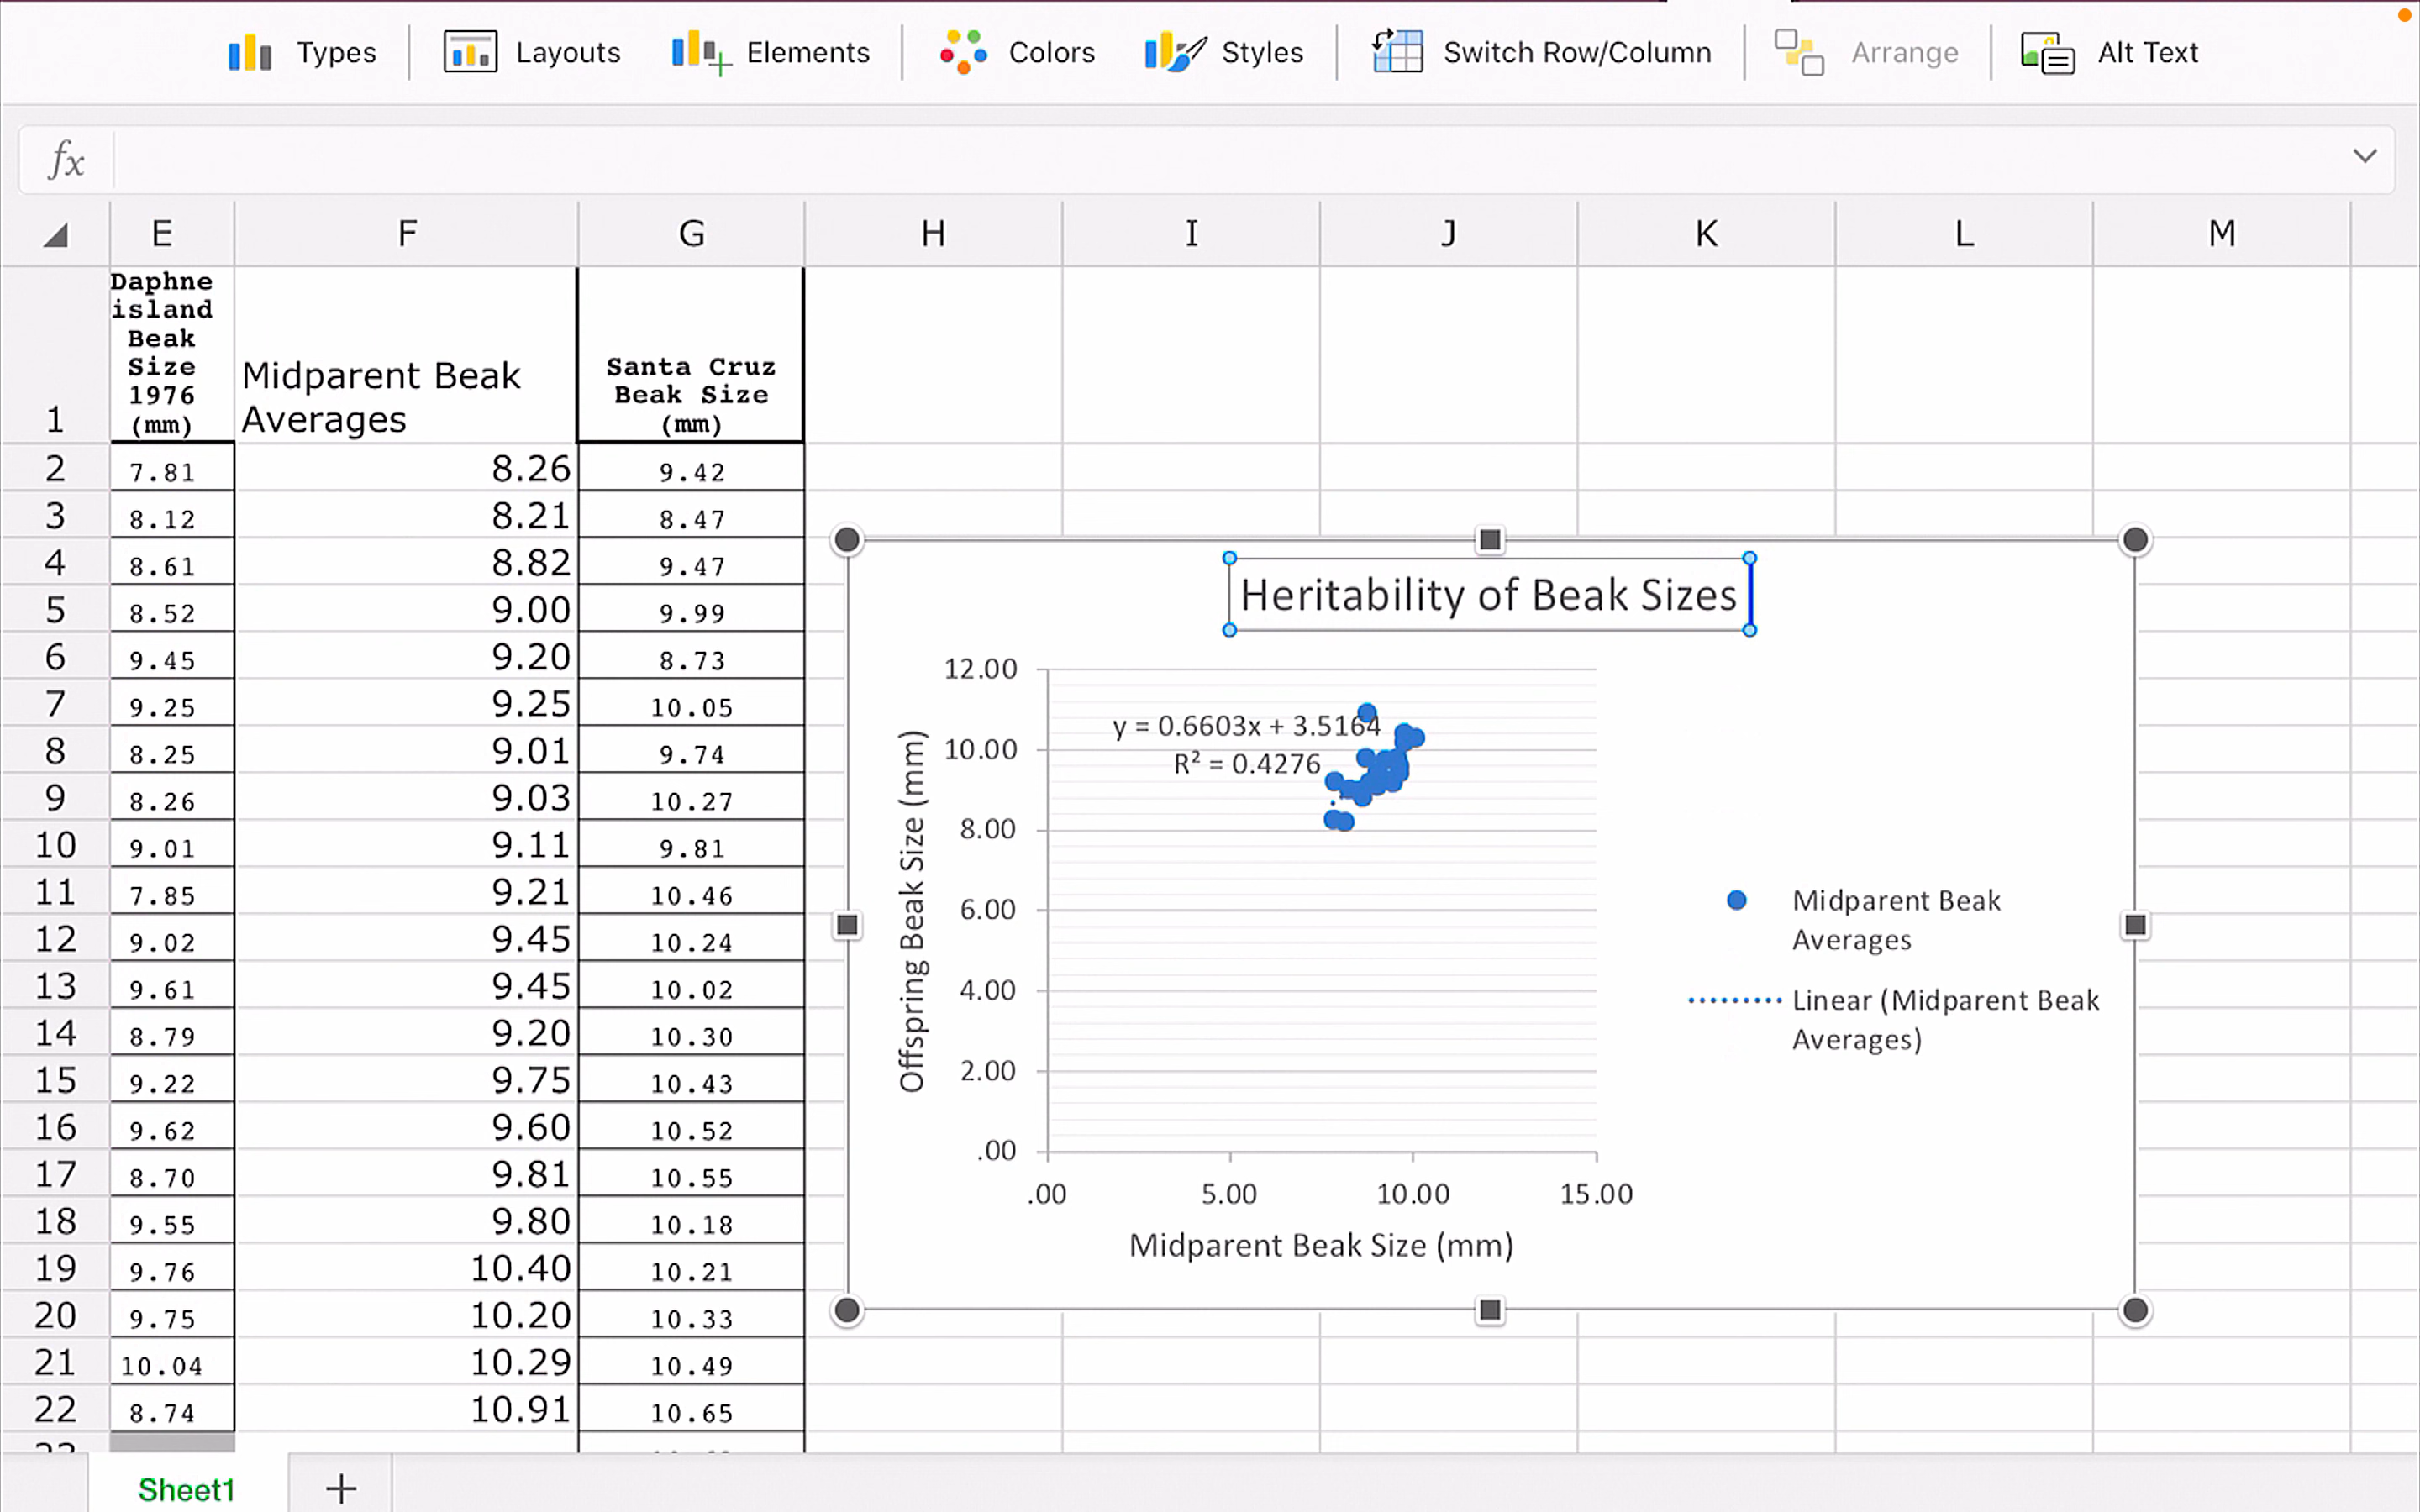 Types Layouts Elements Colors Styles Switch Row/Column Arrange Alt Text
fx
E F G H I J K L M
Daphne
island
Beak
Size
1976
(mm)
Midparent Beak
Averages
Santa Cruz
Beak Size
(mm)
1
2 7.81 8.26 9.42
3 8.12 8.21 8.47
4 8.61 8.82 9.47
5 8.52 9.00 9.99
6 9.45 9.20 8.73
7 9.25 9.25 10.05
8 8.25 9.01 9.74
9 8.26 9.03 10.27
10 9.01 9.11 9.81
11 7.85 9.21 10.46
12 9.02 9.45 10.24
13 9.61 9.45 10.02
14 8.79 9.20 10.30
15 9.22 9.75 10.43
16 9.62 9.60 10.52
17 8.70 9.81 10.55
18 9.55 9.80 10.18
19 9.76 10.40 10.21
20 9.75 10.20 10.33
21 10.04 10.29 10.49
22 8.74 10.91 10.65
Heritability of Beak Sizes
12.00
10.00
8.00
6.00
4.00
2.00
.00
y = 0.6603x + 3.5164
R² = 0.4276
Offspring Beak Size (mm)
.00 5.00 10.00 15.00
Midparent Beak Size (mm)
Midparent Beak
Averages
Linear (Midparent Beak
Averages)
Sheet1 +